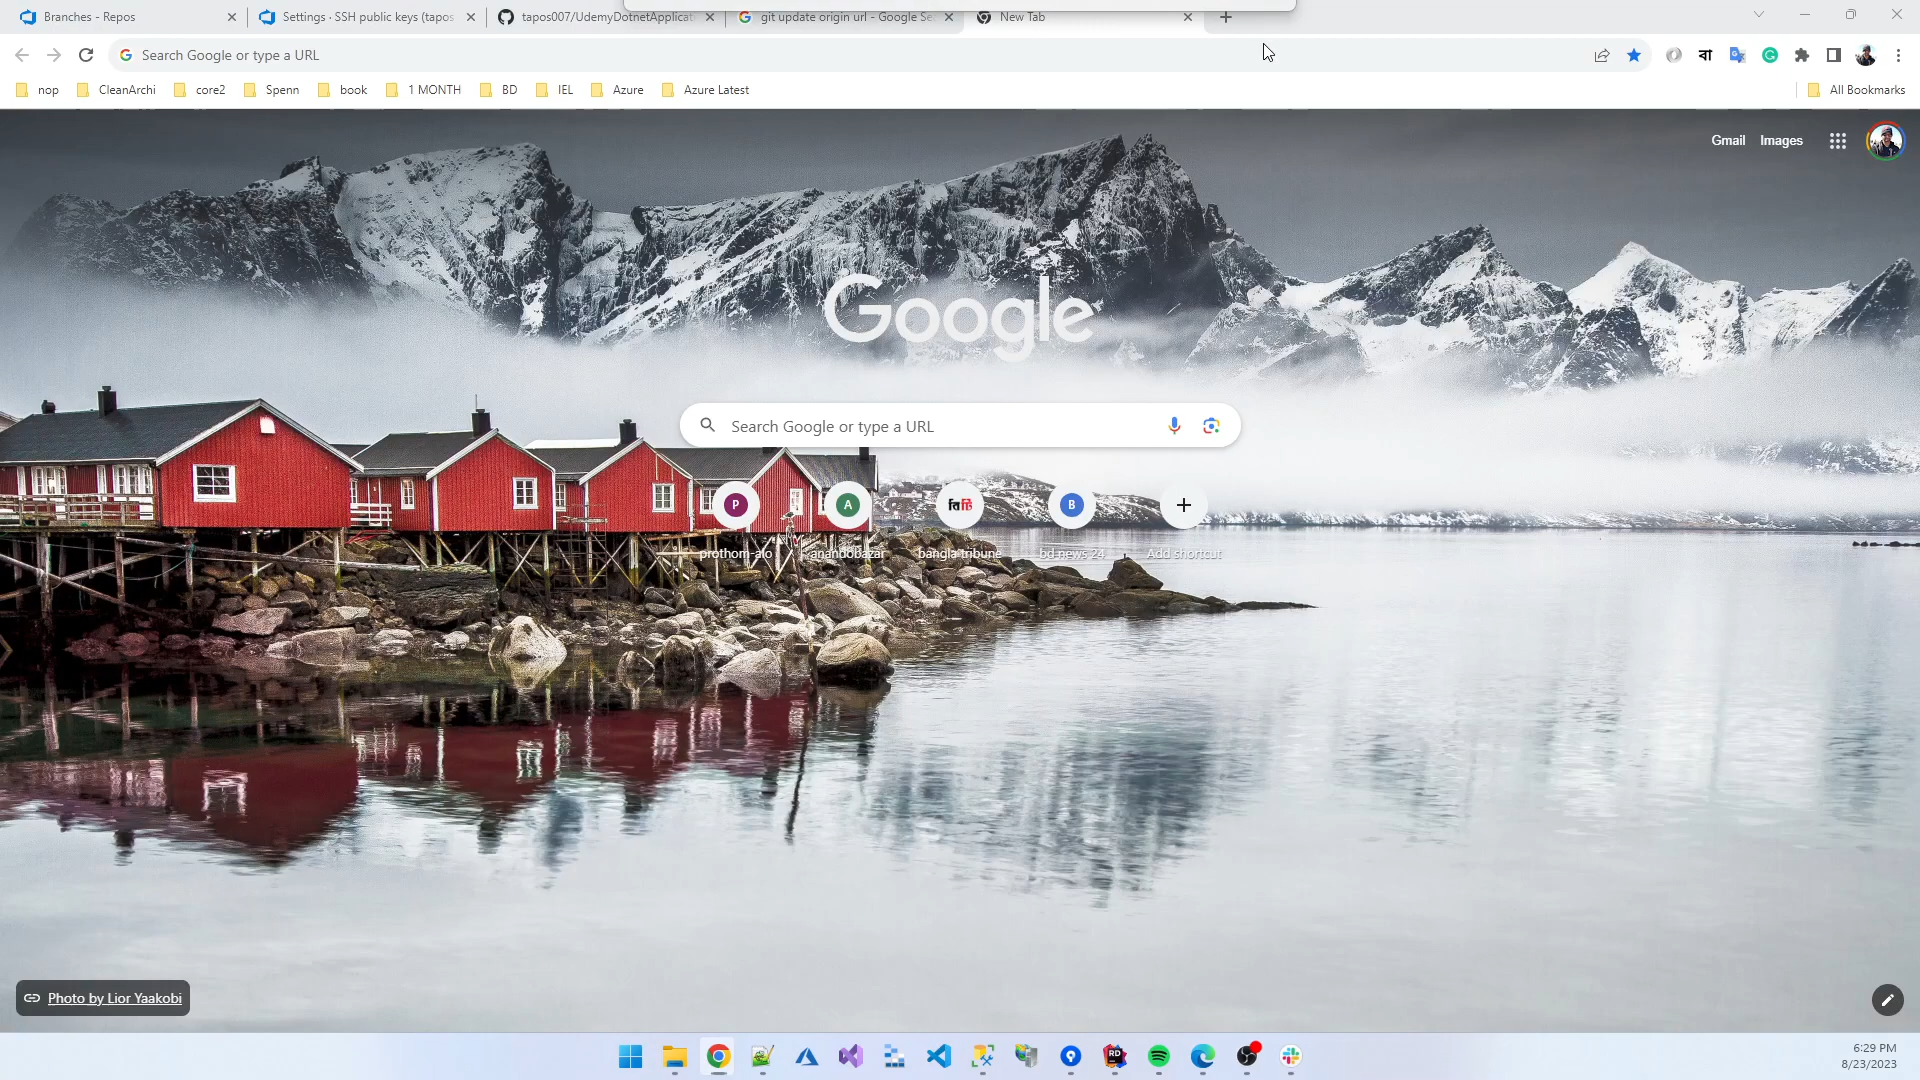 Branches - Repos
Settings · SSH public keys (tapos
tapos007/UdemyDotnetApplicati
git update origin url - Google Se
New Tab
Search Google or type a URL
বা
nop
CleanArchi
core2
Spenn
book
1 MONTH
BD
IEL
Azure
Azure Latest
All Bookmarks
Gmail
Images
Google
Search Google or type a URL
P
A
B
prothom-alo
anandobazar
bangla tribune
bd news 24
Add shortcut
Photo by Lior Yaakobi
RD
6:29 PM
8/23/2023